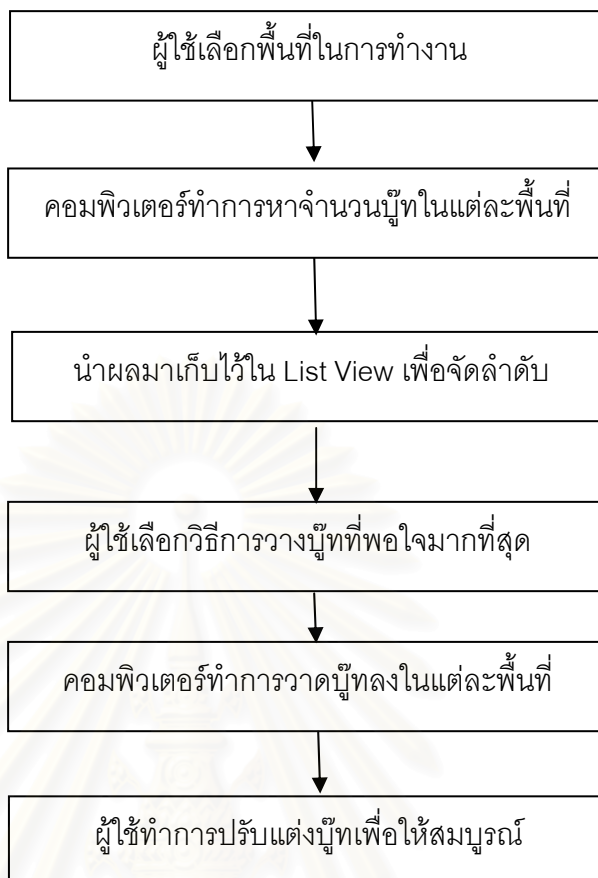 ผู้ใช้เลือกพื้นที่ในการทำงาน
คอมพิวเตอร์ทำการหาจำนวนบู๊ทในแต่ละพื้นที่
นำผลมาเก็บไว้ใน List View เพื่อจัดลำดับ
ผู้ใช้เลือกวิธีการวางบู๊ทที่พอใจมากที่สุด
คอมพิวเตอร์ทำการวาดบู๊ทลงในแต่ละพื้นที่
ผู้ใช้ทำการปรับแต่งบู๊ทเพื่อให้สมบูรณ์